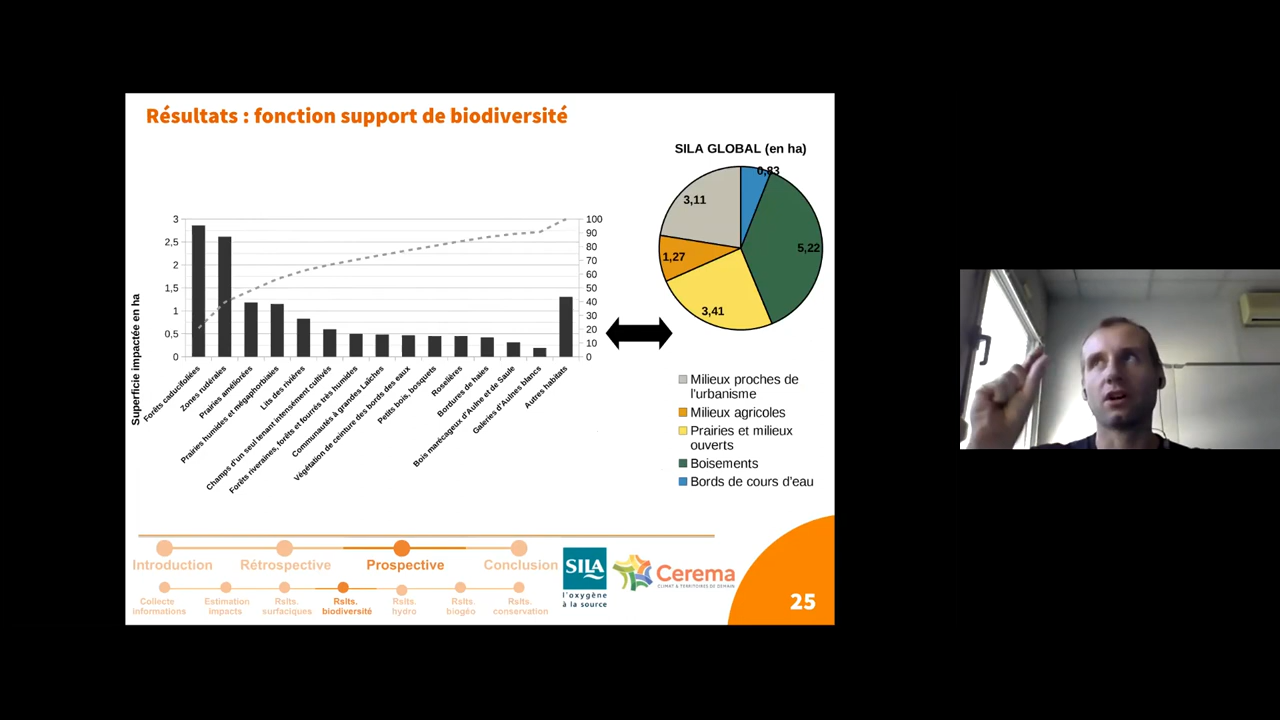 Résultats : fonction support de biodiversité
SILA GLOBAL (en ha)
0,83
3,11
5,22
1,27
3,41
Superficie impactée en ha
3
2,5
2
1,5
1
0,5
0
100
90
80
70
60
50
40
30
20
10
0
Forêts caducifoliées
Zones rudérales
Prairies améliorées
Prairies humides et mégaphorbiaies
Lits des rivières
Champs d'un seul tenant intensément cultivés
Forêts riveraines, forêts et fourrés très humides
Communautés à grandes Laîches
Végétation de ceinture des bords des eaux
Petits bois, bosquets
Roselières
Bordures de haies
Bois marécageux d'Aulne et de Saule
Galeries d'Aulnes blancs
Autres habitats
Milieux proches de
l'urbanisme
Milieux agricoles
Prairies et milieux
ouverts
Boisements
Bords de cours d'eau
Introduction
Rétrospective
Prospective
Conclusion
Collecte
informations
Estimation
impacts
Rslts.
surfaciques
Rslts.
biodiversité
Rslts.
hydro
Rslts.
biogéo
Rslts.
conservation
SILA
l'oxygène
à la source
Cerema
CLIMAT & TERRITOIRES DE DEMAIN
25